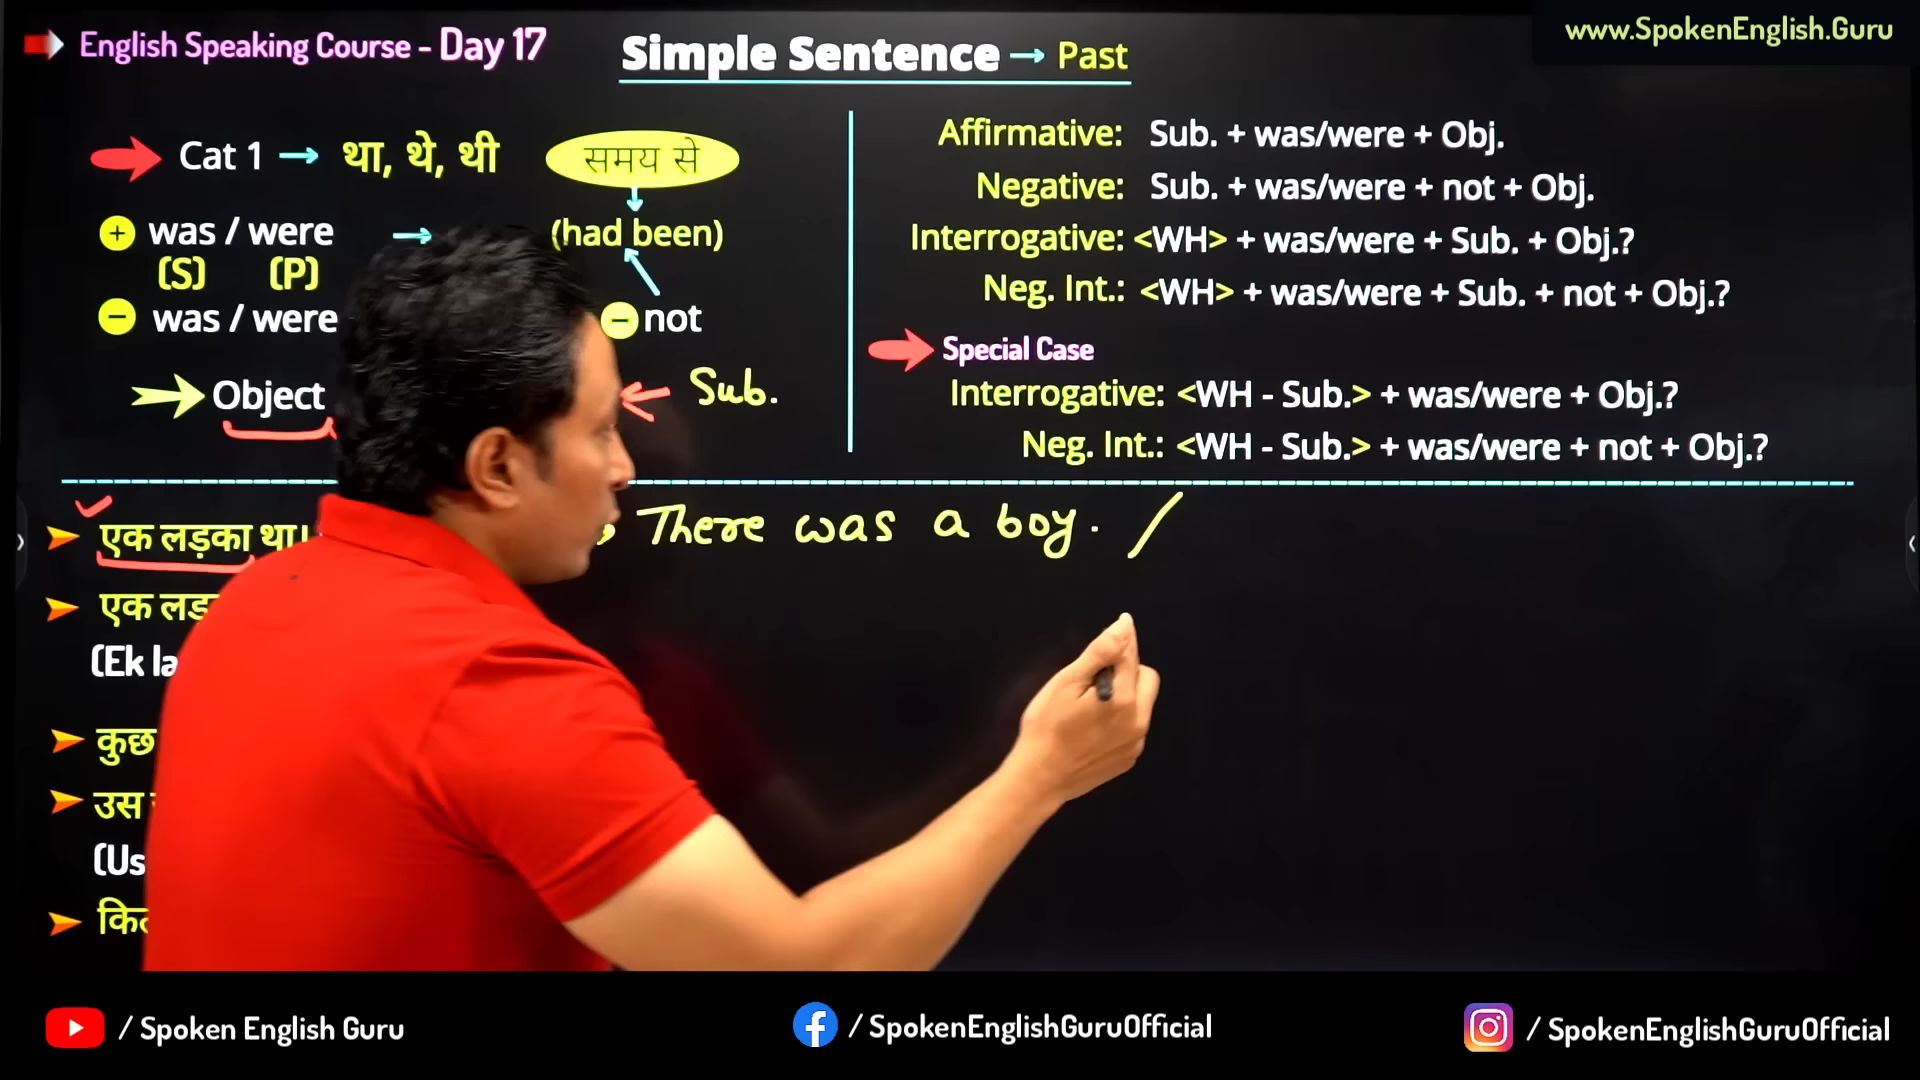 English Speaking Course - Day 17
Simple Sentence → Past
www.SpokenEnglish.Guru
Cat 1 → था, थे, थी
समय से
+ was / were → (had been)
(S) (P)
− was / were
− not
Object
← Sub.
Affirmative: Sub. + was/were + Obj.
Negative: Sub. + was/were + not + Obj.
Interrogative: <WH> + was/were + Sub. + Obj.?
Neg. Int.: <WH> + was/were + Sub. + not + Obj.?
Special Case
Interrogative: <WH - Sub.> + was/were + Obj.?
Neg. Int.: <WH - Sub.> + was/were + not + Obj.?
एक लड़का था।
There was a boy. /
एक
(Ek
कुछ
उस
/ Spoken English Guru
/ SpokenEnglishGuruOfficial
/ SpokenEnglishGuruOfficial